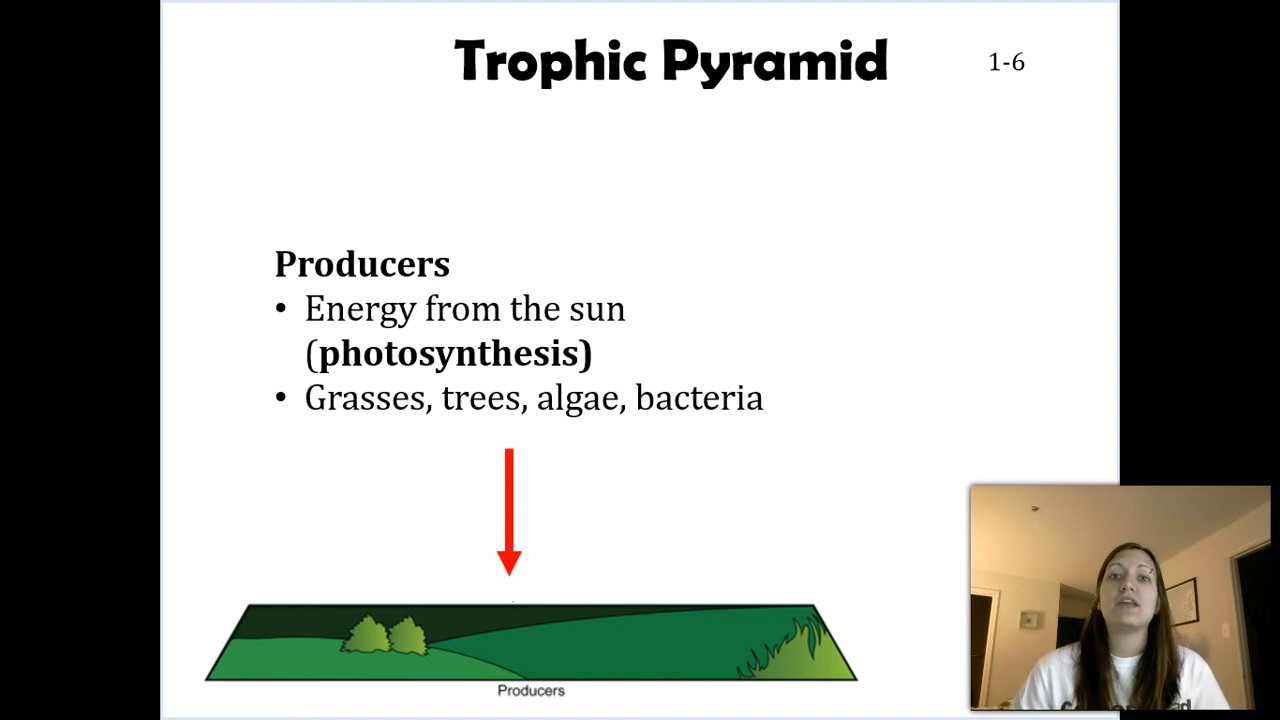 Trophic Pyramid
1-6
Producers
• Energy from the sun
(photosynthesis)
• Grasses, trees, algae, bacteria
Producers